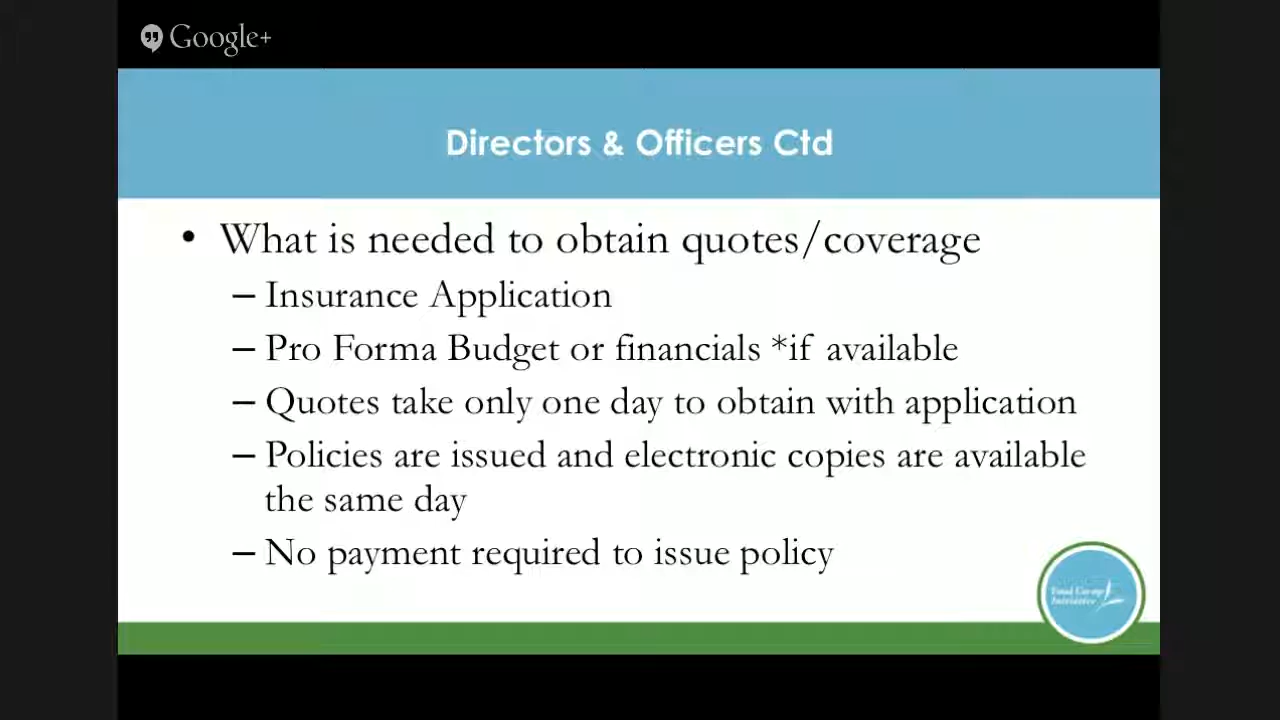 Google+
Directors & Officers Ctd
• What is needed to obtain quotes/coverage
– Insurance Application
– Pro Forma Budget or financials *if available
– Quotes take only one day to obtain with application
– Policies are issued and electronic copies are available
the same day
– No payment required to issue policy
Initiative